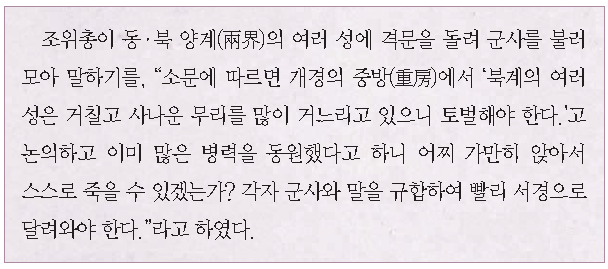 조위총이 동·북 양계(兩界)의 여러 성에 격문을 돌려 군사를 불러
모아 말하기를, “소문에 따르면 개경의 중방(重房)에서 ‘북계의 여러
성은 거칠고 사나운 무리를 많이 거느리고 있으니 토벌해야 한다.’고
논의하고 이미 많은 병력을 동원했다고 하니 어찌 가만히 앉아서
스스로 죽을 수 있겠는가? 각자 군사와 말을 규합하여 빨리 서경으로
달려와야 한다.”라고 하였다.